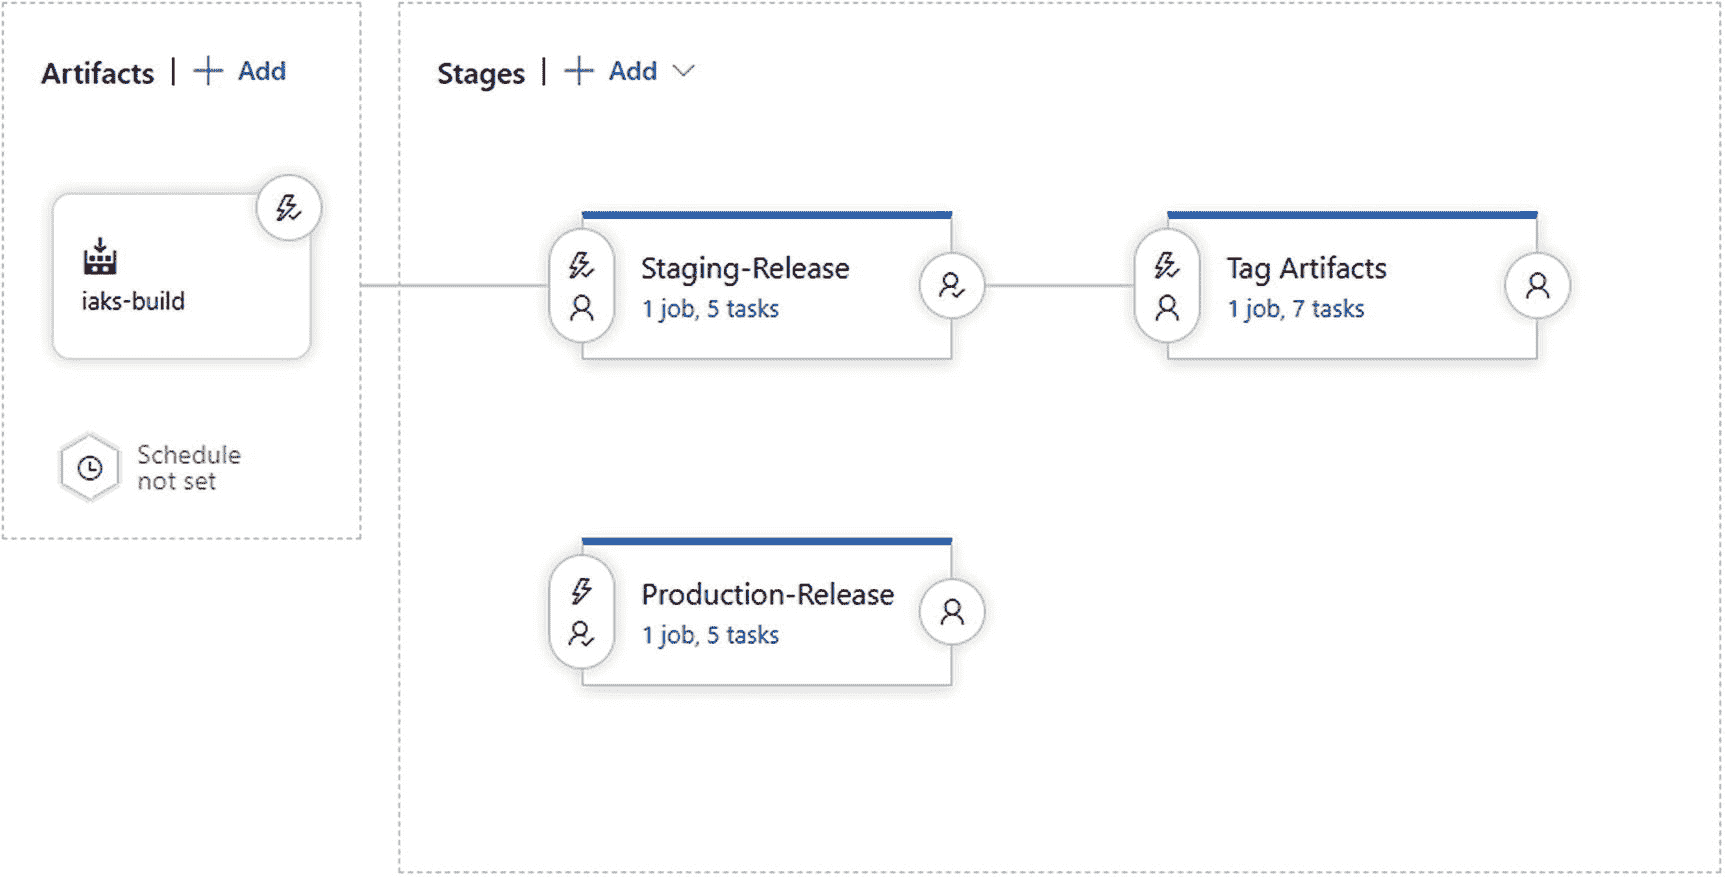 Artifacts | + Add
Stages | + Add
iaks-build
Schedule
not set
Staging-Release
1 job, 5 tasks
Tag Artifacts
1 job, 7 tasks
Production-Release
1 job, 5 tasks